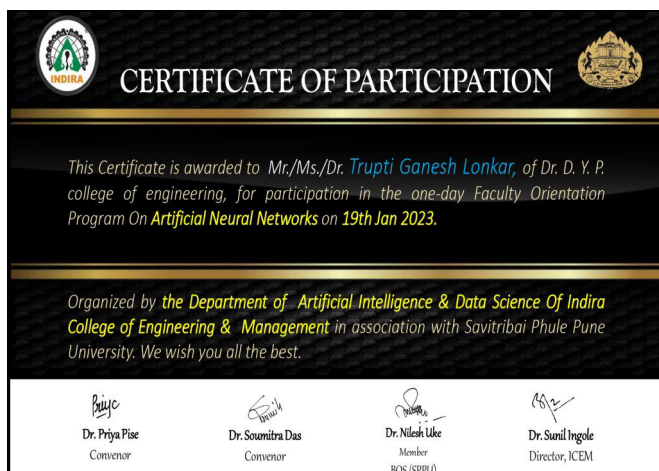 INDIRA
CERTIFICATE OF PARTICIPATION
This Certificate is awarded to Mr./Ms./Dr. Trupti Ganesh Lonkar, of Dr. D. Y. P.
college of engineering, for participation in the one-day Faculty Orientation
Program On Artificial Neural Networks on 19th Jan 2023.
Organized by the Department of Artificial Intelligence & Data Science Of Indira
College of Engineering & Management in association with Savitribai Phule Pune
University. We wish you all the best.
Dr. Priya Pise
Convenor
Dr. Soumitra Das
Convenor
Dr. Nilesh Uke
Member
BOS (SPPU)
Dr. Sunil Ingole
Director, ICEM